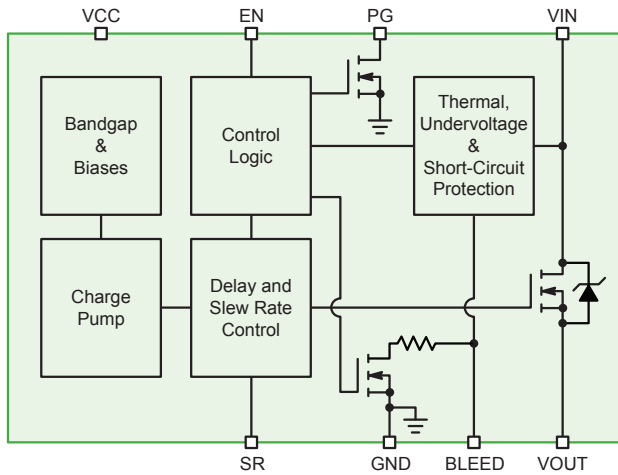 VCC
EN
PG
VIN
Bandgap
&
Biases
Control
Logic
Thermal,
Undervoltage
&
Short-Circuit
Protection
Charge
Pump
Delay and
Slew Rate
Control
SR
GND
BLEED
VOUT